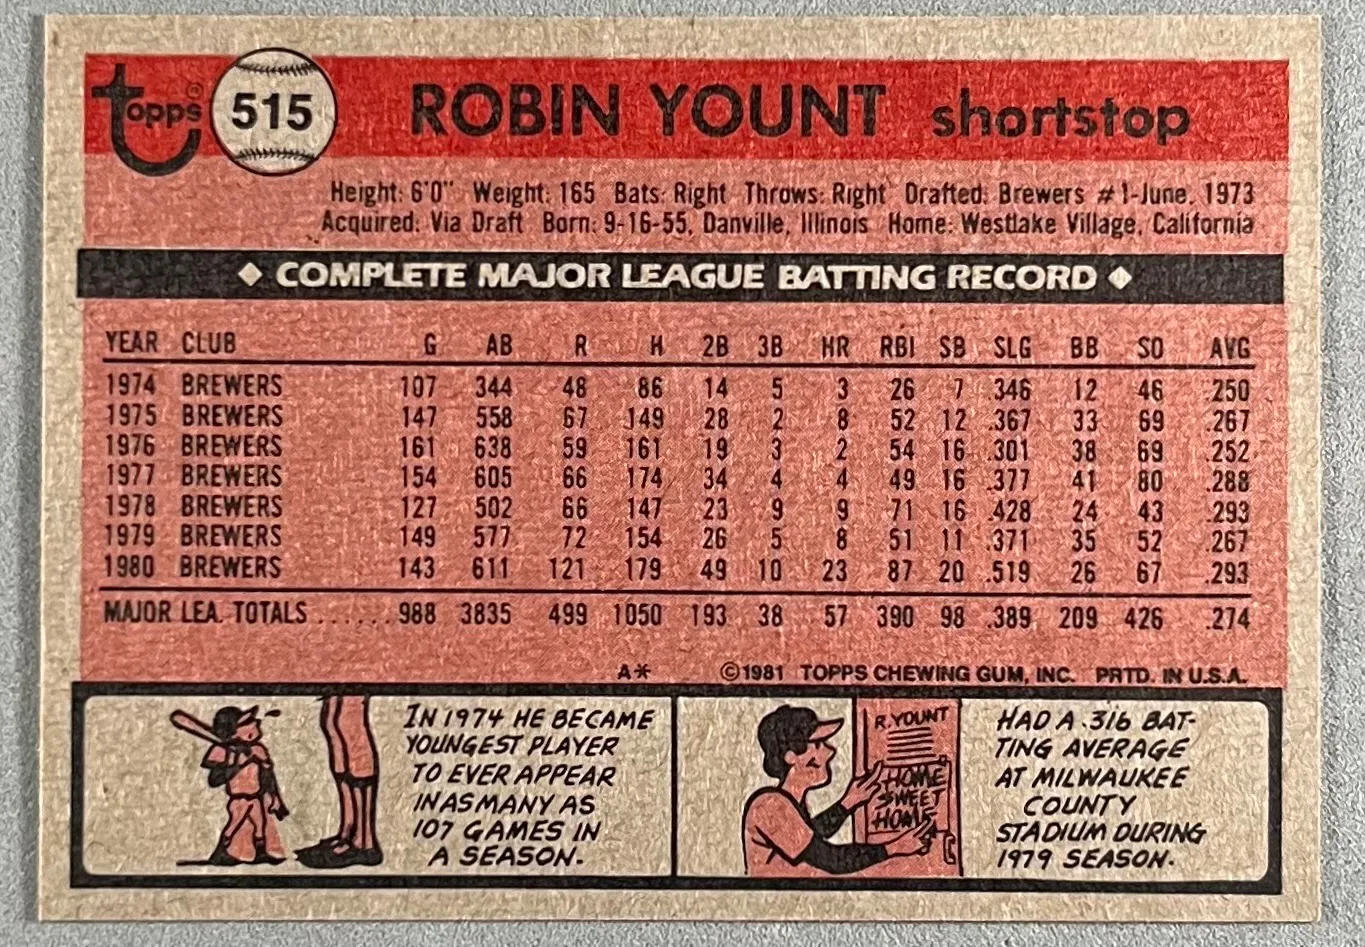 Topps® 515 ROBIN YOUNT shortstop
Height: 6'0" Weight: 165 Bats: Right Throws: Right Drafted: Brewers #1-June, 1973
Acquired: Via Draft Born: 9-16-55, Danville, Illinois Home: Westlake Village, California
◆ COMPLETE MAJOR LEAGUE BATTING RECORD ◆
YEAR CLUB G AB R H 2B 3B HR RBI SB SLG BB SO AVG
1974 BREWERS 107 344 48 86 14 5 3 26 7 .346 12 46 .250
1975 BREWERS 147 558 67 149 28 2 8 52 12 .367 33 69 .267
1976 BREWERS 161 638 59 161 19 3 2 54 16 .301 38 69 .252
1977 BREWERS 154 605 66 174 34 4 4 49 16 .377 41 80 .288
1978 BREWERS 127 502 66 147 23 9 9 71 16 .428 24 43 .293
1979 BREWERS 149 577 72 154 26 5 8 51 11 .371 35 52 .267
1980 BREWERS 143 611 121 179 49 10 23 87 20 .519 26 67 .293
MAJOR LEA. TOTALS ...... 988 3835 499 1050 193 38 57 390 98 .389 209 426 .274
A* ©1981 TOPPS CHEWING GUM, INC. PRTD. IN U.S.A.
IN 1974 HE BECAME
YOUNGEST PLAYER
TO EVER APPEAR
IN AS MANY AS
107 GAMES IN
A SEASON.
R. YOUNT
HOME
SWEET
HOME
HAD A .316 BAT-
TING AVERAGE
AT MILWAUKEE
COUNTY
STADIUM DURING
1979 SEASON.